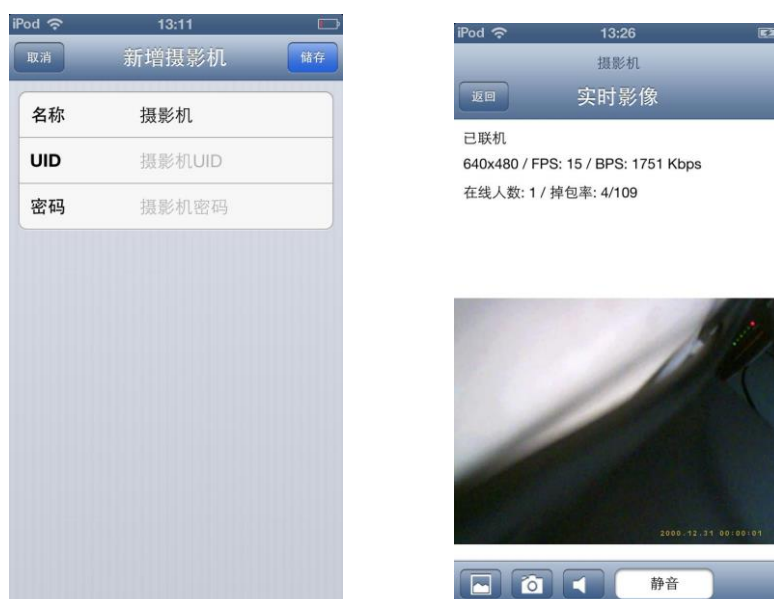 iPod 13:11
取消 新增摄影机 储存
名称 摄影机
UID 摄影机UID
密码 摄影机密码
iPod 13:26
摄影机
返回 实时影像
已联机
640x480 / FPS: 15 / BPS: 1751 Kbps
在线人数: 1 / 掉包率: 4/109
2000.12.31 00:00:01
静音